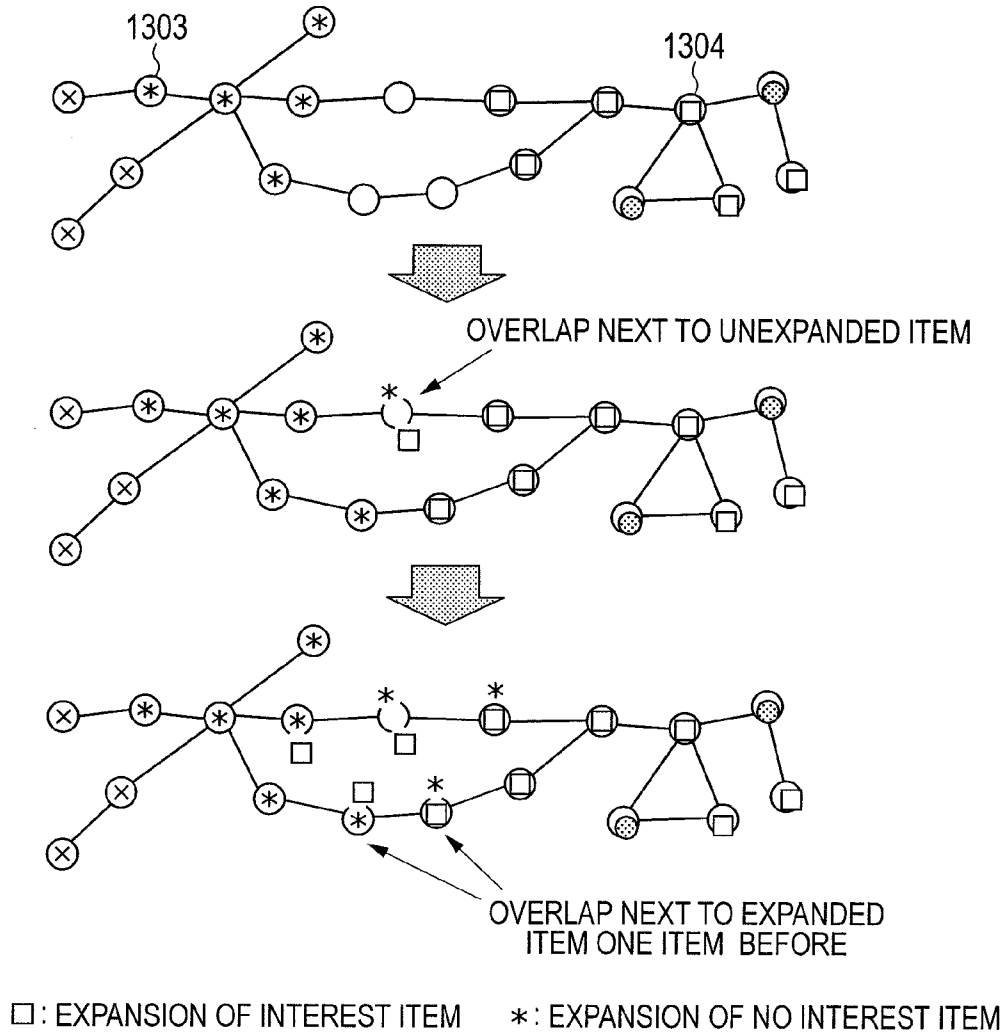 1303
1304
OVERLAP NEXT TO UNEXPANDED ITEM
OVERLAP NEXT TO EXPANDED
ITEM ONE ITEM BEFORE
□: EXPANSION OF INTEREST ITEM *: EXPANSION OF NO INTEREST ITEM